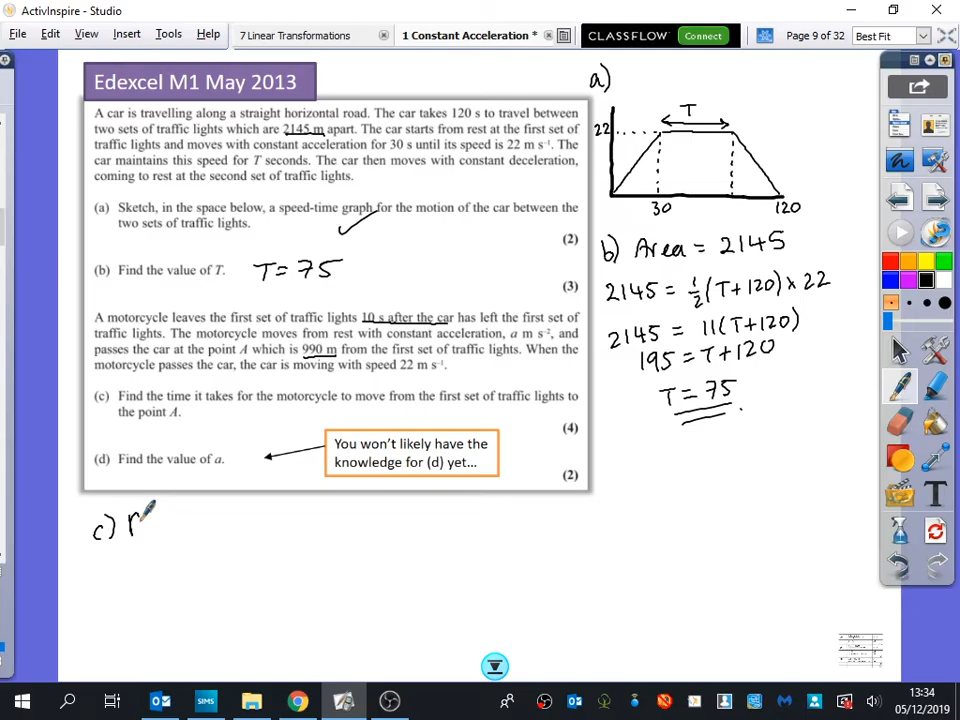 ActivInspire - Studio
File Edit View Insert Tools Help
7 Linear Transformations
1 Constant Acceleration *
CLASSFLOW Connect
Page 9 of 32
Best Fit
Edexcel M1 May 2013
A car is travelling along a straight horizontal road. The car takes 120 s to travel between
two sets of traffic lights which are 2145 m apart. The car starts from rest at the first set of
traffic lights and moves with constant acceleration for 30 s until its speed is 22 m s⁻¹. The
car maintains this speed for T seconds. The car then moves with constant deceleration,
coming to rest at the second set of traffic lights.
(a) Sketch, in the space below, a speed-time graph for the motion of the car between the
two sets of traffic lights.
(2)
(b) Find the value of T.
T = 75
(3)
A motorcycle leaves the first set of traffic lights 10 s after the car has left the first set of
traffic lights. The motorcycle moves from rest with constant acceleration, a m s⁻², and
passes the car at the point A which is 990 m from the first set of traffic lights. When the
motorcycle passes the car, the car is moving with speed 22 m s⁻¹.
(c) Find the time it takes for the motorcycle to move from the first set of traffic lights to
the point A.
(4)
(d) Find the value of a.
You won't likely have the
knowledge for (d) yet...
(2)
a)
T
22
30
120
b) Area = 2145
2145 = ½(T+120) x 22
2145 = 11(T+120)
195 = T+120
T = 75
c)
13:34
05/12/2019